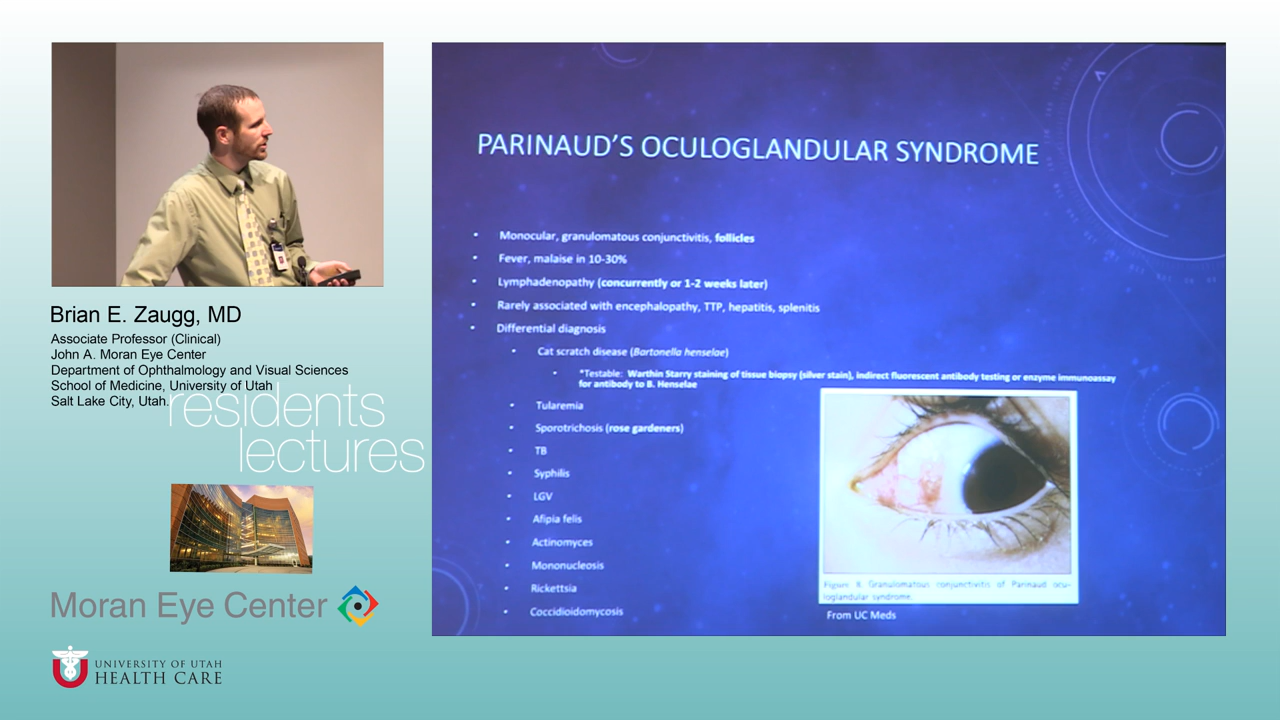 PARINAUD'S OCULOGLANDULAR SYNDROME
• Monocular, granulomatous conjunctivitis, follicles
• Fever, malaise in 10-30%
• Lymphadenopathy (concurrently or 1-2 weeks later)
• Rarely associated with encephalopathy, TTP, hepatitis, splenitis
• Differential diagnosis
• Cat scratch disease (Bartonella henselae)
• *Testable: Warthin Starry staining of tissue biopsy (silver stain), indirect fluorescent antibody testing or enzyme immunoassay
for antibody to B. Henselae
• Tularemia
• Sporotrichosis (rose gardeners)
• TB
• Syphilis
• LGV
• Afipia felis
• Actinomyces
• Mononucleosis
• Rickettsia
• Coccidioidomycosis
Figure 8. Granulomatous conjunctivitis of Parinaud ocu-
loglandular syndrome.
From UC Meds
Brian E. Zaugg, MD
Associate Professor (Clinical)
John A. Moran Eye Center
Department of Ophthalmology and Visual Sciences
School of Medicine, University of Utah
Salt Lake City, Utah.
residents
lectures
Moran Eye Center
UNIVERSITY OF UTAH
HEALTH CARE